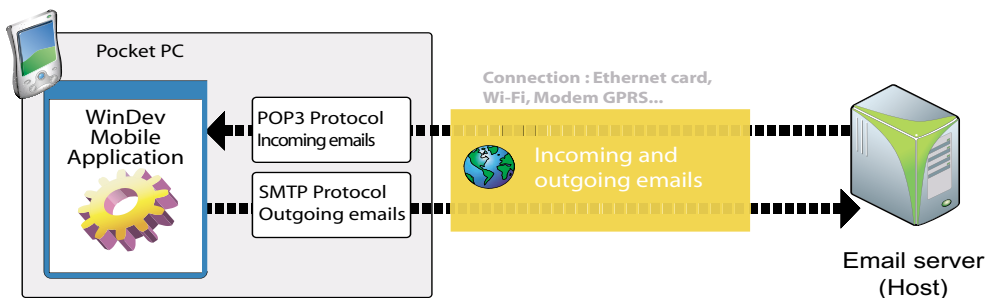 Pocket PC
WinDev
Mobile
Application
POP3 Protocol
Incoming emails
SMTP Protocol
Outgoing emails
Connection : Ethernet card,
Wi-Fi, Modem GPRS...
Incoming and
outgoing emails
Email server
(Host)